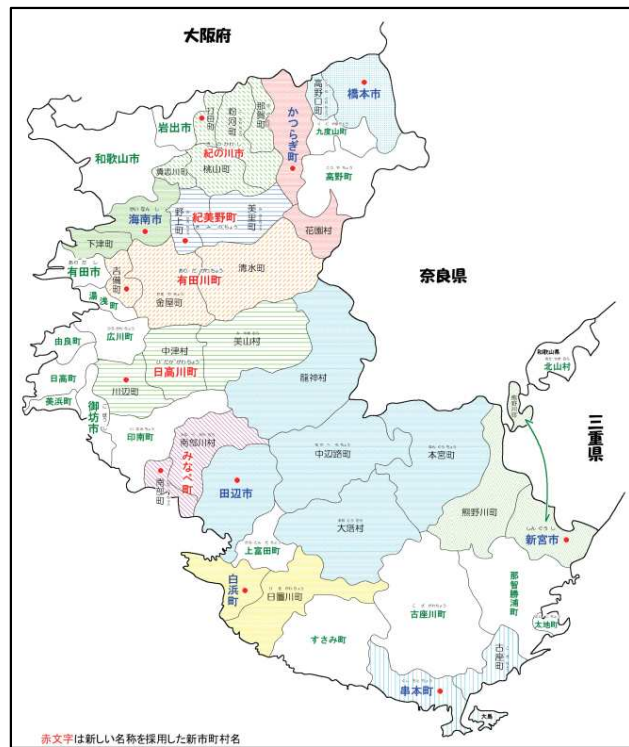 大阪府
橋本市
高野口町
かつらぎ町
那賀町
粉河町
打田町
岩出市
九度山町
和歌山市
紀の川市
桃山町
貴志川町
高野町
海南市
野上町
紀美野町
美里町
花園村
下津町
有田市
吉備町
有田川町
清水町
金屋町
湯浅町
奈良県
広川町
由良町
中津村
美山村
日高川町
川辺町
日高町
美浜町
御坊市
印南町
龍神村
和歌山県
北山村
熊野川町
三重県
南部川村
みなべ町
南部町
田辺市
中辺路町
本宮町
熊野川町
大塔村
上富田町
新宮市
白浜町
日置川町
すさみ町
古座川町
那智勝浦町
太地町
古座町
串本町
大島
赤文字は新しい名称を採用した新市町村名